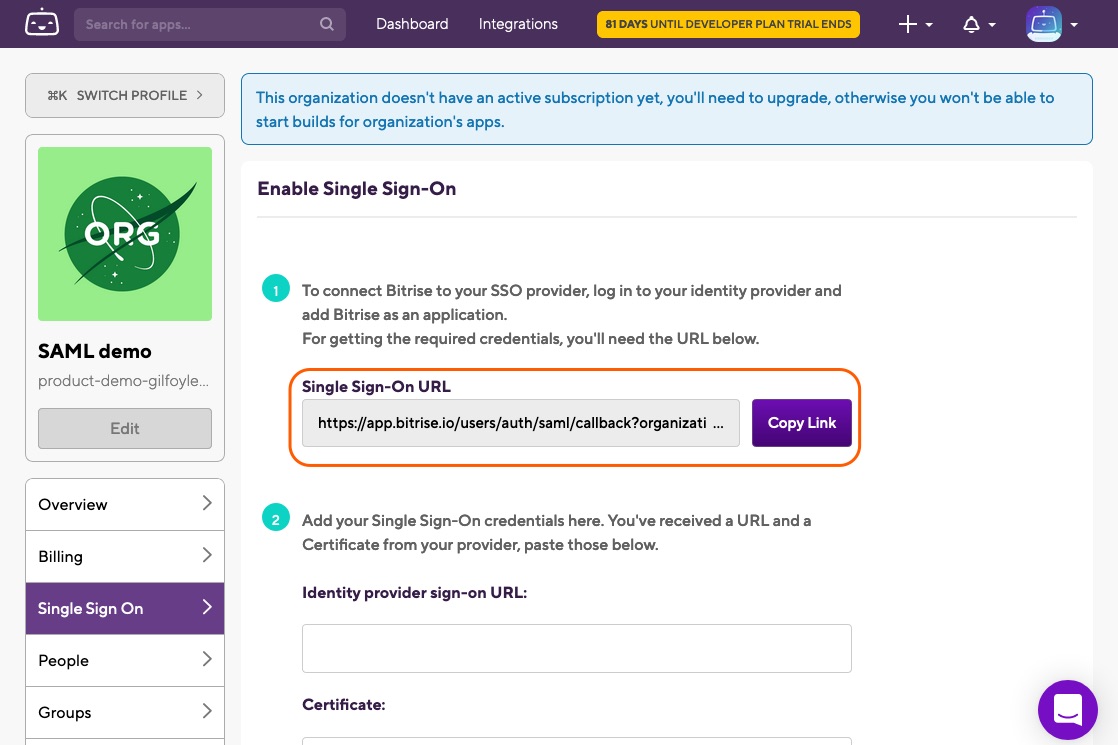 Search for apps...
Dashboard
Integrations
81 DAYS UNTIL DEVELOPER PLAN TRIAL ENDS
⌘K SWITCH PROFILE
This organization doesn't have an active subscription yet, you'll need to upgrade, otherwise you won't be able to
start builds for organization's apps.
ORG
SAML demo
product-demo-gilfoyle...
Edit
Overview
Billing
Single Sign On
People
Groups
Enable Single Sign-On
1
To connect Bitrise to your SSO provider, log in to your identity provider and
add Bitrise as an application.
For getting the required credentials, you'll need the URL below.
Single Sign-On URL
https://app.bitrise.io/users/auth/saml/callback?organizati ...
Copy Link
2
Add your Single Sign-On credentials here. You've received a URL and a
Certificate from your provider, paste those below.
Identity provider sign-on URL:
Certificate: